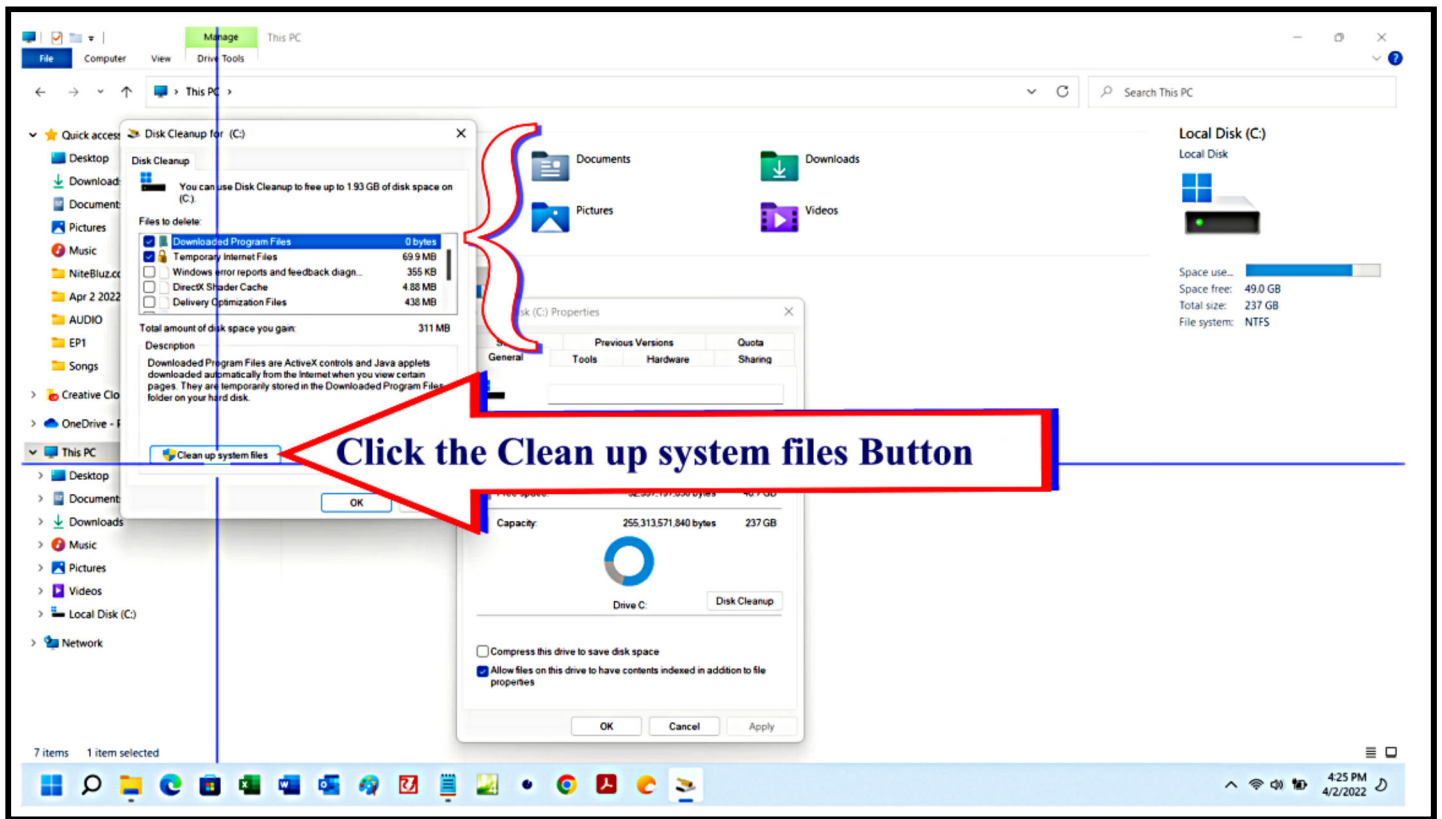 Manage
This PC
File
Computer
View
Drive Tools
This PC
Search This PC
Quick access
Desktop
Download
Document
Pictures
Music
NiteBluz.cc
Apr 2 2022
AUDIO
EP1
Songs
Creative Clo
OneDrive - P
This PC
Desktop
Document
Downloads
Music
Pictures
Videos
Local Disk (C:)
Network
Disk Cleanup for (C:)
Disk Cleanup
You can use Disk Cleanup to free up to 1.93 GB of disk space on
(C:).
Files to delete:
Downloaded Program Files 0 bytes
Temporary Internet Files 69.9 MB
Windows error reports and feedback diagn... 355 KB
DirectX Shader Cache 4.88 MB
Delivery Optimization Files 438 MB
Total amount of disk space you gain: 311 MB
Description
Downloaded Program Files are ActiveX controls and Java applets
downloaded automatically from the Internet when you view certain
pages. They are temporarily stored in the Downloaded Program Files
folder on your hard disk.
Clean up system files
OK
Click the Clean up system files Button
Documents
Downloads
Pictures
Videos
sk (C:) Properties
Previous Versions
Quota
General
Tools
Hardware
Sharing
Capacity: 255,313,571,840 bytes 237 GB
Drive C:
Disk Cleanup
Compress this drive to save disk space
Allow files on this drive to have contents indexed in addition to file
properties
OK
Cancel
Apply
Local Disk (C:)
Local Disk
Space use...
Space free: 49.0 GB
Total size: 237 GB
File system: NTFS
7 items
1 item selected
4:25 PM
4/2/2022